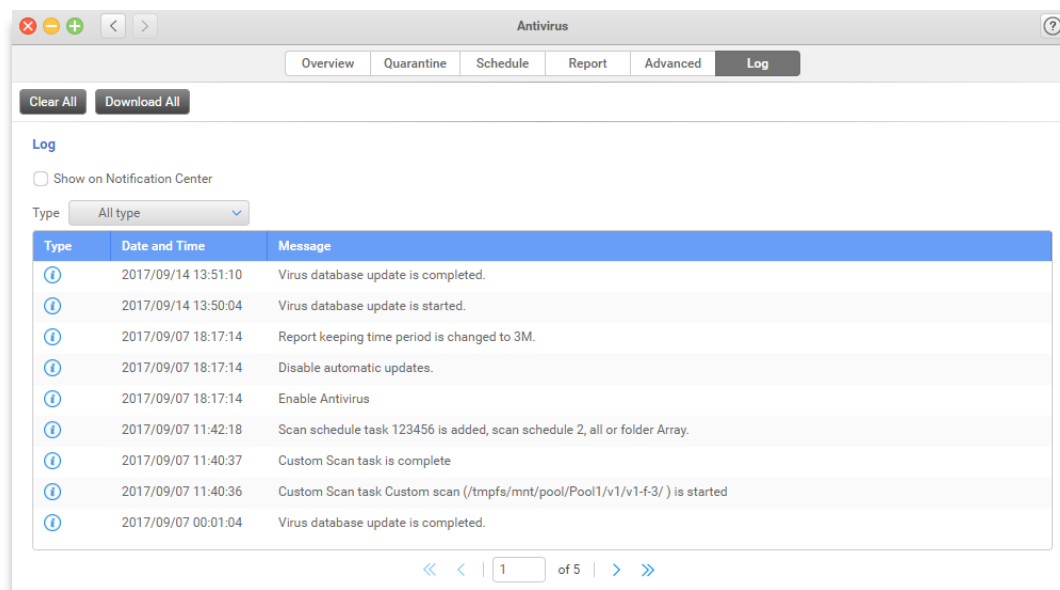 Antivirus
Overview Quarantine Schedule Report Advanced Log
Clear All Download All
Log
Show on Notification Center
Type All type
Type Date and Time Message
2017/09/14 13:51:10 Virus database update is completed.
2017/09/14 13:50:04 Virus database update is started.
2017/09/07 18:17:14 Report keeping time period is changed to 3M.
2017/09/07 18:17:14 Disable automatic updates.
2017/09/07 18:17:14 Enable Antivirus
2017/09/07 11:42:18 Scan schedule task 123456 is added, scan schedule 2, all or folder Array.
2017/09/07 11:40:37 Custom Scan task is complete
2017/09/07 11:40:36 Custom Scan task Custom scan (/tmpfs/mnt/pool/Pool1/v1/v1-f-3/ ) is started
2017/09/07 00:01:04 Virus database update is completed.
1 of 5